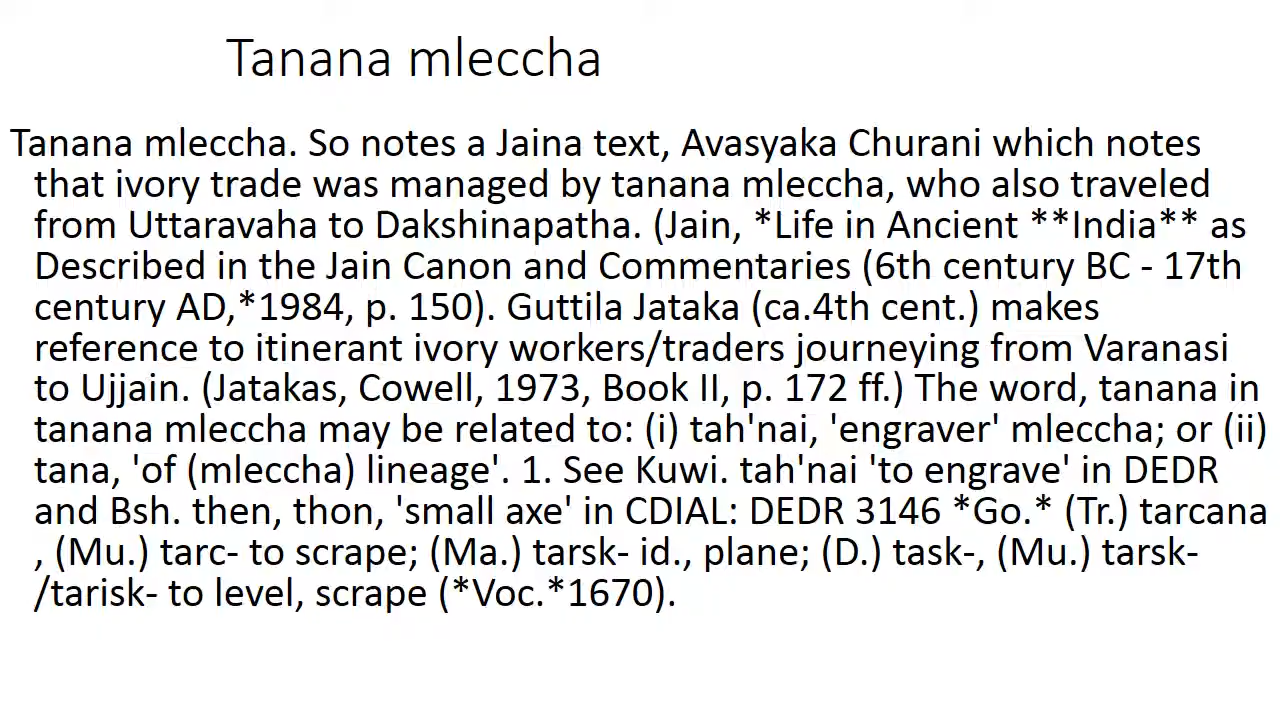 Tanana mleccha
Tanana mleccha. So notes a Jaina text, Avasyaka Churani which notes
that ivory trade was managed by tanana mleccha, who also traveled
from Uttaravaha to Dakshinapatha. (Jain, *Life in Ancient **India** as
Described in the Jain Canon and Commentaries (6th century BC - 17th
century AD,*1984, p. 150). Guttila Jataka (ca.4th cent.) makes
reference to itinerant ivory workers/traders journeying from Varanasi
to Ujjain. (Jatakas, Cowell, 1973, Book II, p. 172 ff.) The word, tanana in
tanana mleccha may be related to: (i) tah'nai, 'engraver' mleccha; or (ii)
tana, 'of (mleccha) lineage'. 1. See Kuwi. tah'nai 'to engrave' in DEDR
and Bsh. then, thon, 'small axe' in CDIAL: DEDR 3146 *Go.* (Tr.) tarcana
, (Mu.) tarc- to scrape; (Ma.) tarsk- id., plane; (D.) task-, (Mu.) tarsk-
/tarisk- to level, scrape (*Voc.*1670).